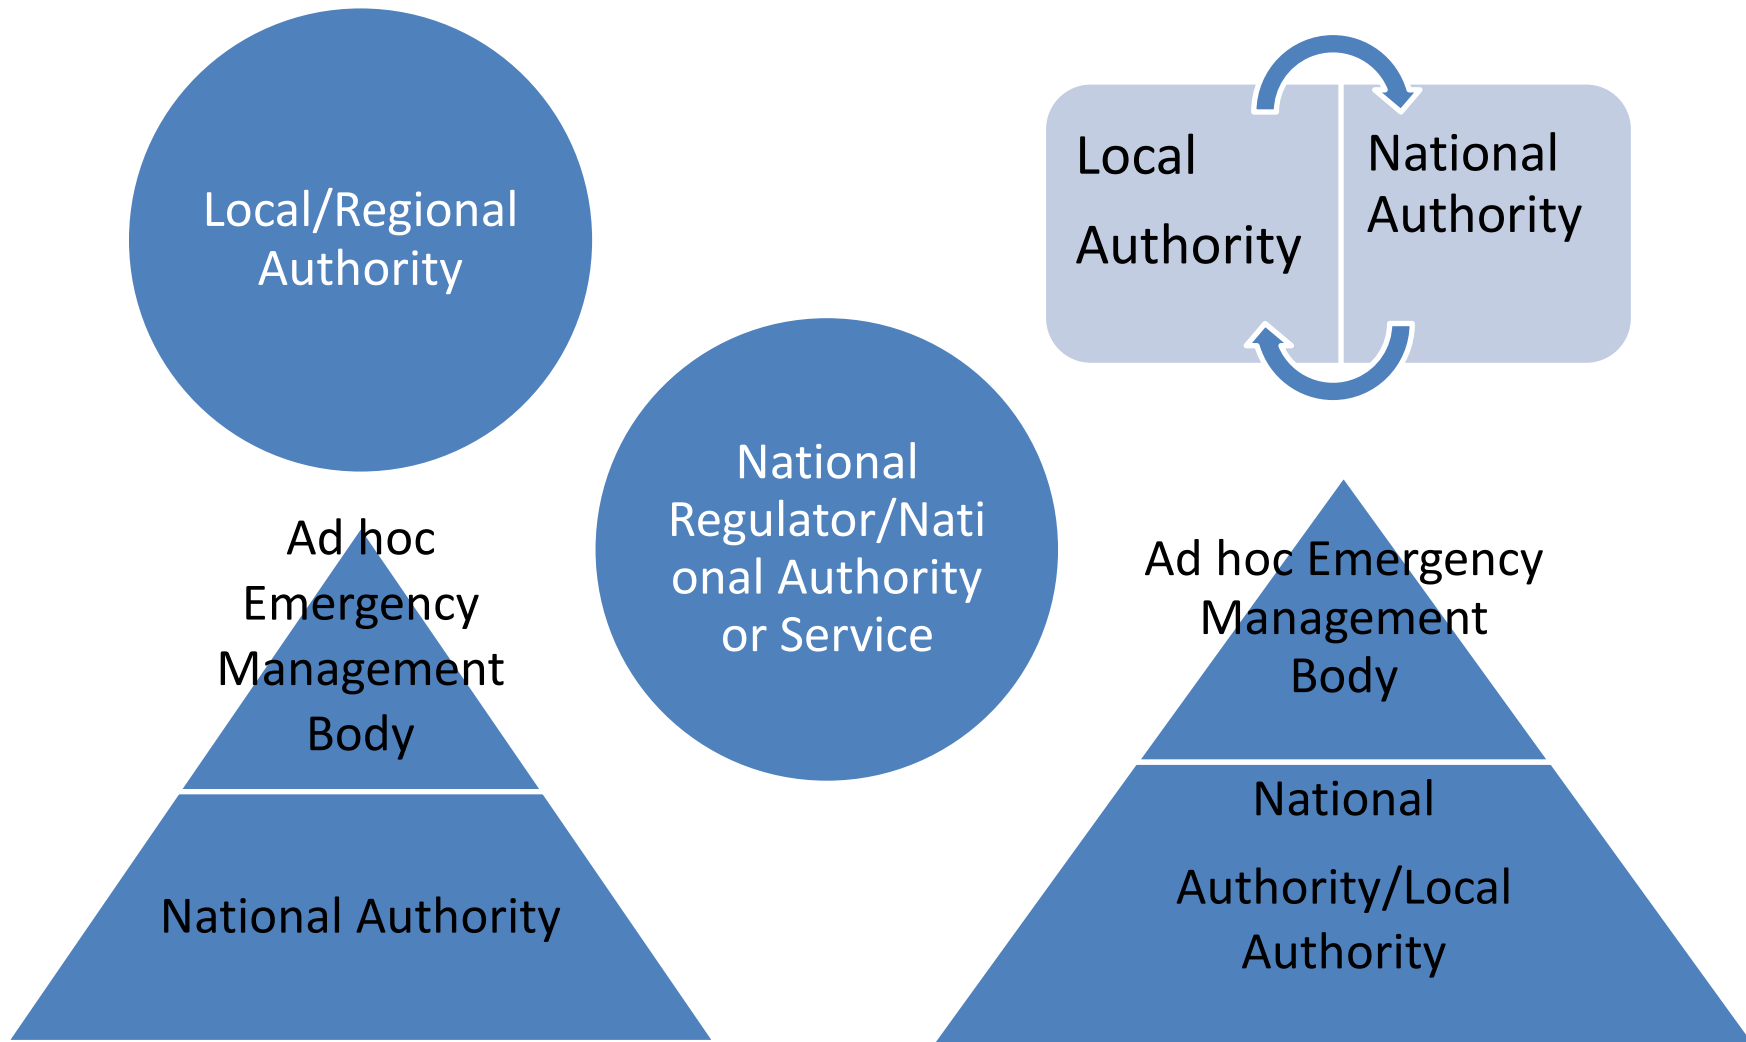 Local/Regional
Authority
Local
Authority
National
Authority
National
Regulator/Nati
onal Authority
or Service
Ad hoc
Emergency
Management
Body
National Authority
Ad hoc Emergency
Management
Body
National
Authority/Local
Authority